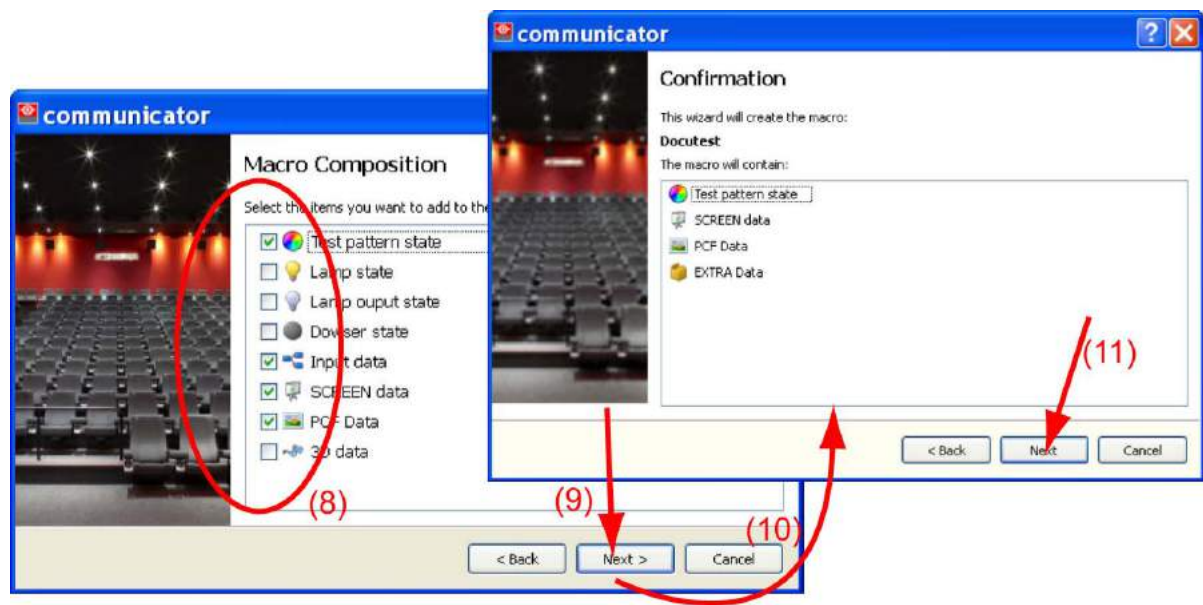 communicator
Macro Composition
Select the items you want to add to the
Test pattern state
Lamp state
Lamp ouput state
Dowser state
Input data
SCREEN data
PCF Data
3D data
(8)
(9)
(10)
< Back
Next >
Cancel
communicator
Confirmation
This wizard will create the macro:
Docutest
The macro will contain:
Test pattern state
SCREEN data
PCF Data
EXTRA Data
(11)
< Back
Next
Cancel